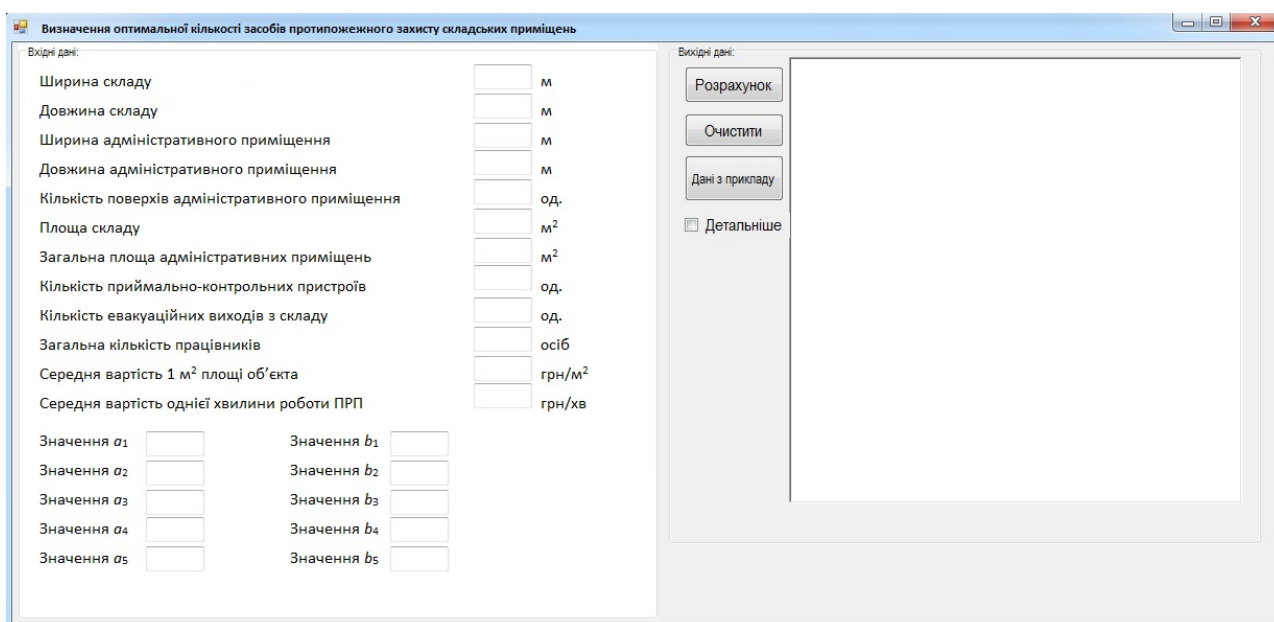 Визначення оптимальної кількості засобів протипожежного захисту складських приміщень
Вхідні дані:
Ширина складу м
Довжина складу м
Ширина адміністративного приміщення м
Довжина адміністративного приміщення м
Кількість поверхів адміністративного приміщення од.
Площа складу м²
Загальна площа адміністративних приміщень м²
Кількість приймально-контрольних пристроїв од.
Кількість евакуаційних виходів з складу од.
Загальна кількість працівників осіб
Середня вартість 1 м² площі об’єкта грн/м²
Середня вартість однієї хвилини роботи ПРП грн/хв
Значення a₁ Значення b₁
Значення a₂ Значення b₂
Значення a₃ Значення b₃
Значення a₄ Значення b₄
Значення a₅ Значення b₅
Вихідні дані:
Розрахунок
Очистити
Дані з прикладу
Детальніше